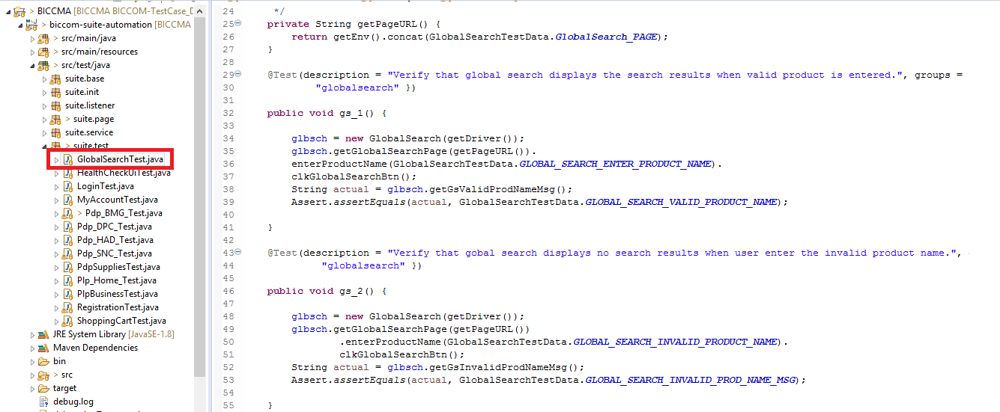 BICCMA [BICCMA BICCOM-TestCase_D
> biccom-suite-automation [BICCMA
> src/main/java
> src/main/resources
> src/test/java
suite.base
suite.init
suite.listener
> suite.page
suite.service
> suite.test
GlobalSearchTest.java
HealthCheckUiTest.java
LoginTest.java
MyAccountTest.java
> Pdp_BMG_Test.java
Pdp_DPC_Test.java
Pdp_HAD_Test.java
Pdp_SNC_Test.java
PdpSuppliesTest.java
Plp_Home_Test.java
PlpBusinessTest.java
RegistrationTest.java
ShoppingCartTest.java
JRE System Library [JavaSE-1.8]
Maven Dependencies
bin
> src
target
debug.log
24 */
25 private String getPageURL() {
26 return getEnv().concat(GlobalSearchTestData.GlobalSearch_PAGE);
27 }
28
29 @Test(description = "Verify that global search displays the search results when valid product is entered.", groups =
30 "globalsearch" })
31
32 public void gs_1() {
33
34 glbsch = new GlobalSearch(getDriver());
35 glbsch.getGlobalSearchPage(getPageURL()).
36 enterProductName(GlobalSearchTestData.GLOBAL_SEARCH_ENTER_PRODUCT_NAME).
37 clkGlobalSearchBtn();
38 String actual = glbsch.getGsValidProdNameMsg();
39 Assert.assertEquals(actual, GlobalSearchTestData.GLOBAL_SEARCH_VALID_PRODUCT_NAME);
40
41 }
42
43 @Test(description = "Verify that gobal search displays no search results when user enter the invalid product name.",
44 "globalsearch" })
45
46 public void gs_2() {
47
48 glbsch = new GlobalSearch(getDriver());
49 glbsch.getGlobalSearchPage(getPageURL())
50 .enterProductName(GlobalSearchTestData.GLOBAL_SEARCH_INVALID_PRODUCT_NAME).
51 clkGlobalSearchBtn();
52 String actual = glbsch.getGsInvalidProdNameMsg();
53 Assert.assertEquals(actual, GlobalSearchTestData.GLOBAL_SEARCH_INVALID_PROD_NAME_MSG);
54
55 }